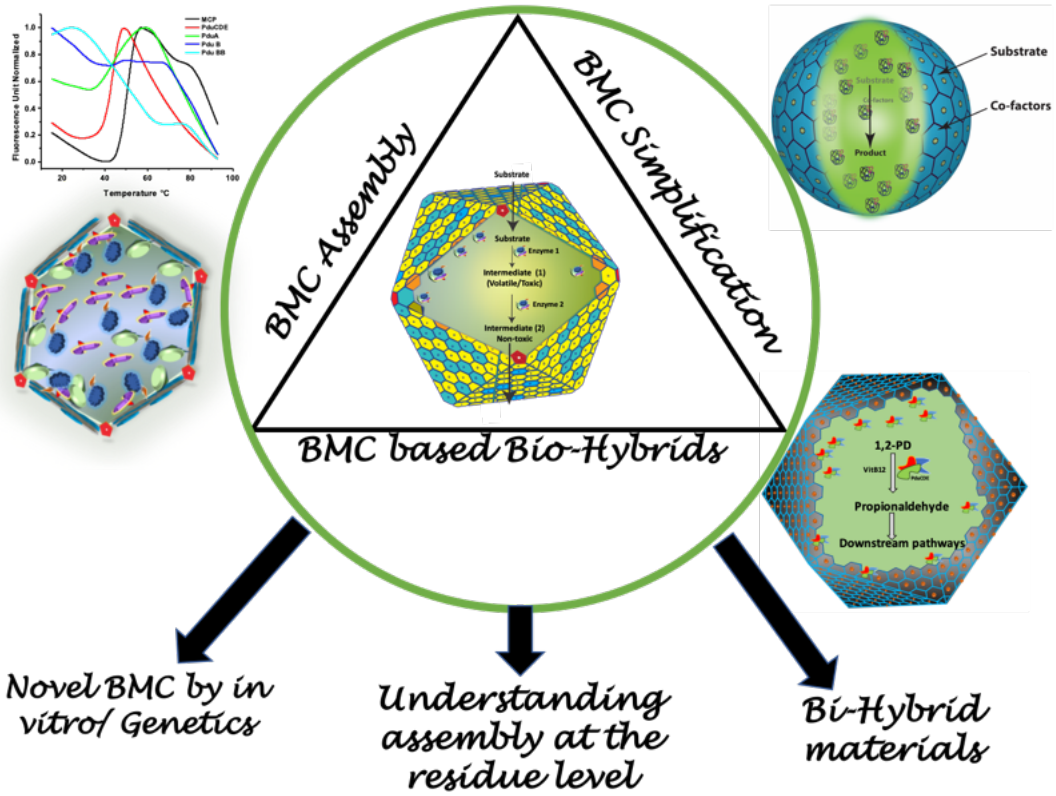 MCP
PduCDE
PduA
Pdu B
Pdu BB
Fluorescence Unit Normalized
1.0
0.8
0.6
0.4
0.2
0.0
20
40
60
80
100
Temperature °C
BMC Assembly
BMC Simplification
BMC based Bio-Hybrids
Substrate
Substrate
Enzyme 1
Intermediate (1)
(Volatile/Toxic)
Enzyme 2
Intermediate (2)
Non-toxic
Substrate
Co-factors
Substrate
Co-factors
Product
1,2-PD
VitB12
PduCDE
Propionaldehyde
Downstream pathways
Novel BMC by in
vitro/ Genetics
Understanding
assembly at the
residue level
Bi-Hybrid
materials